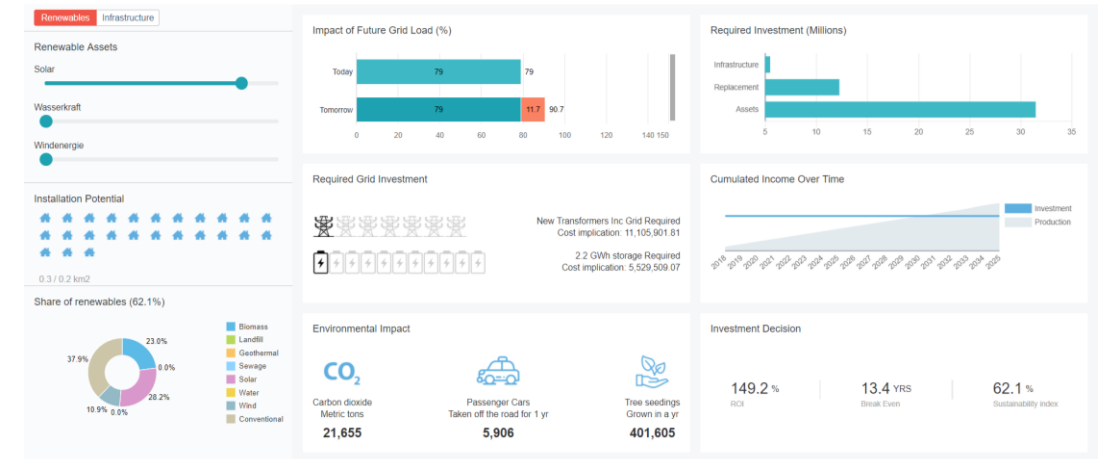 Renewables Infrastructure
Renewable Assets
Solar
Wasserkraft
Windenergie
Installation Potential
0.3 / 0.2 km2
Share of renewables (62.1%)
23.0%
0.0%
28.2%
0.0%
10.9%
37.9%
Biomass
Landfill
Geothermal
Sewage
Solar
Water
Wind
Conventional
Impact of Future Grid Load (%)
Today 79 79
Tomorrow 79 11.7 90.7
0 20 40 60 80 100 120 140 150
Required Investment (Millions)
Infrastructure
Replacement
Assets
5 10 15 20 25 30 35
Required Grid Investment
New Transformers Inc Grid Required
Cost implication: 11,105,901.81
2.2 GWh storage Required
Cost implication: 5,529,509.07
Cumulated Income Over Time
Investment
Production
2018 2019 2020 2021 2022 2023 2024 2025 2026 2027 2028 2029 2030 2031 2032 2033 2034 2025
Environmental Impact
CO2
Carbon dioxide
Metric tons
21,655
Passenger Cars
Taken off the road for 1 yr
5,906
Tree seedings
Grown in a yr
401,605
Investment Decision
149.2 %
ROI
13.4 YRS
Break Even
62.1 %
Sustainability index